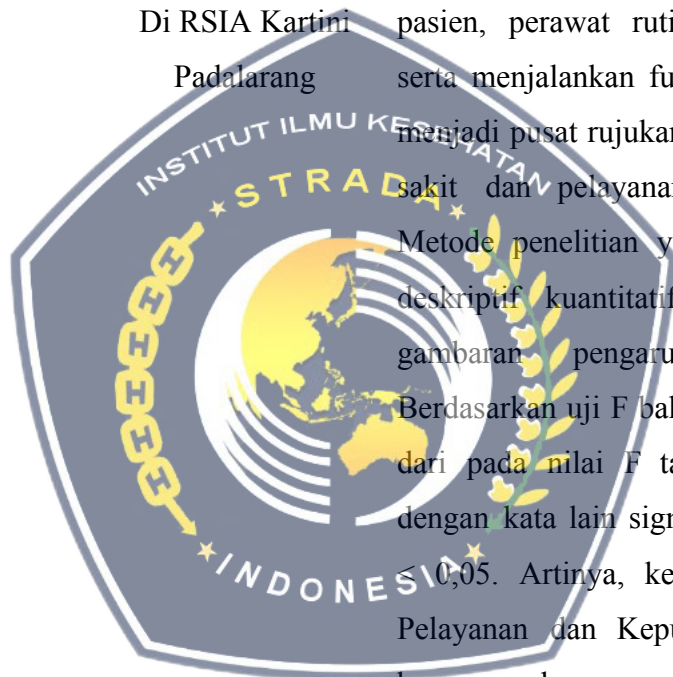 Di RSIA Kartini
Padalarang
pasien, perawat ruti
serta menjalankan fu
menjadi pusat rujukan
sakit dan pelayanan
Metode penelitian y
deskriptif kuantitatif
gambaran pengaru
Berdasarkan uji F bah
dari pada nilai F ta
dengan kata lain sign
< 0,05. Artinya, ke
Pelayanan dan Kepu
INSTITUT ILMU KESEHATAN
STRADA
INDONESIA